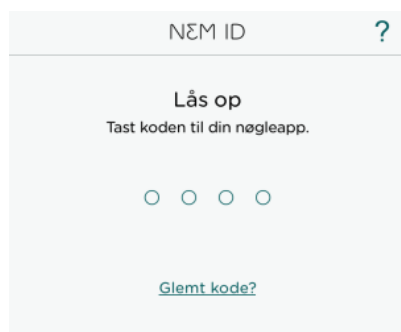 NEM ID ?
Lås op
Tast koden til din nøgleapp.
Glemt kode?